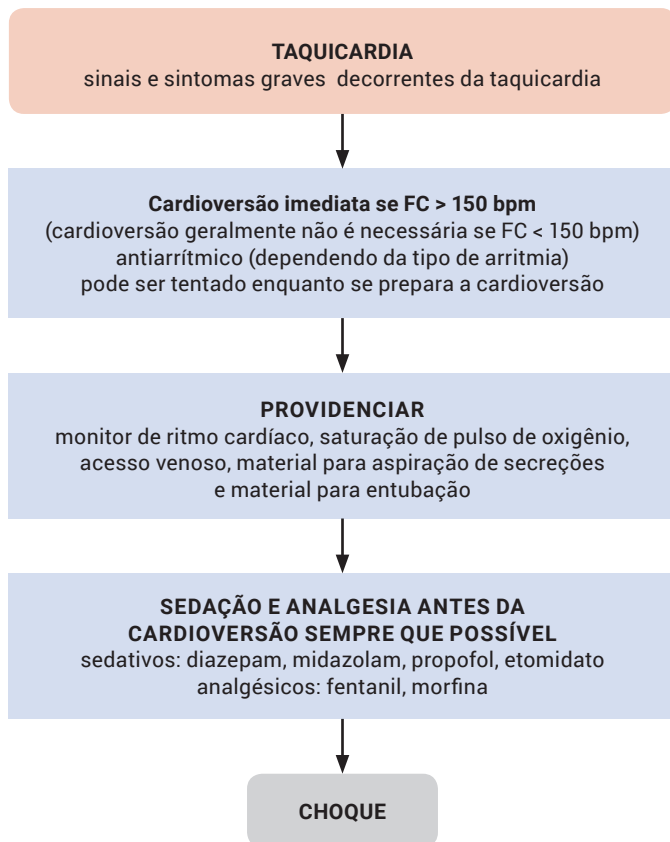 TAQUICARDIA
sinais e sintomas graves decorrentes da taquicardia
Cardioversão imediata se FC > 150 bpm
(cardioversão geralmente não é necessária se FC < 150 bpm)
antiarrítmico (dependendo da tipo de arritmia)
pode ser tentado enquanto se prepara a cardioversão
PROVIDENCIAR
monitor de ritmo cardíaco, saturação de pulso de oxigênio,
acesso venoso, material para aspiração de secreções
e material para entubação
SEDAÇÃO E ANALGESIA ANTES DA
CARDIOVERSÃO SEMPRE QUE POSSÍVEL
sedativos: diazepam, midazolam, propofol, etomidato
analgésicos: fentanil, morfina
CHOQUE